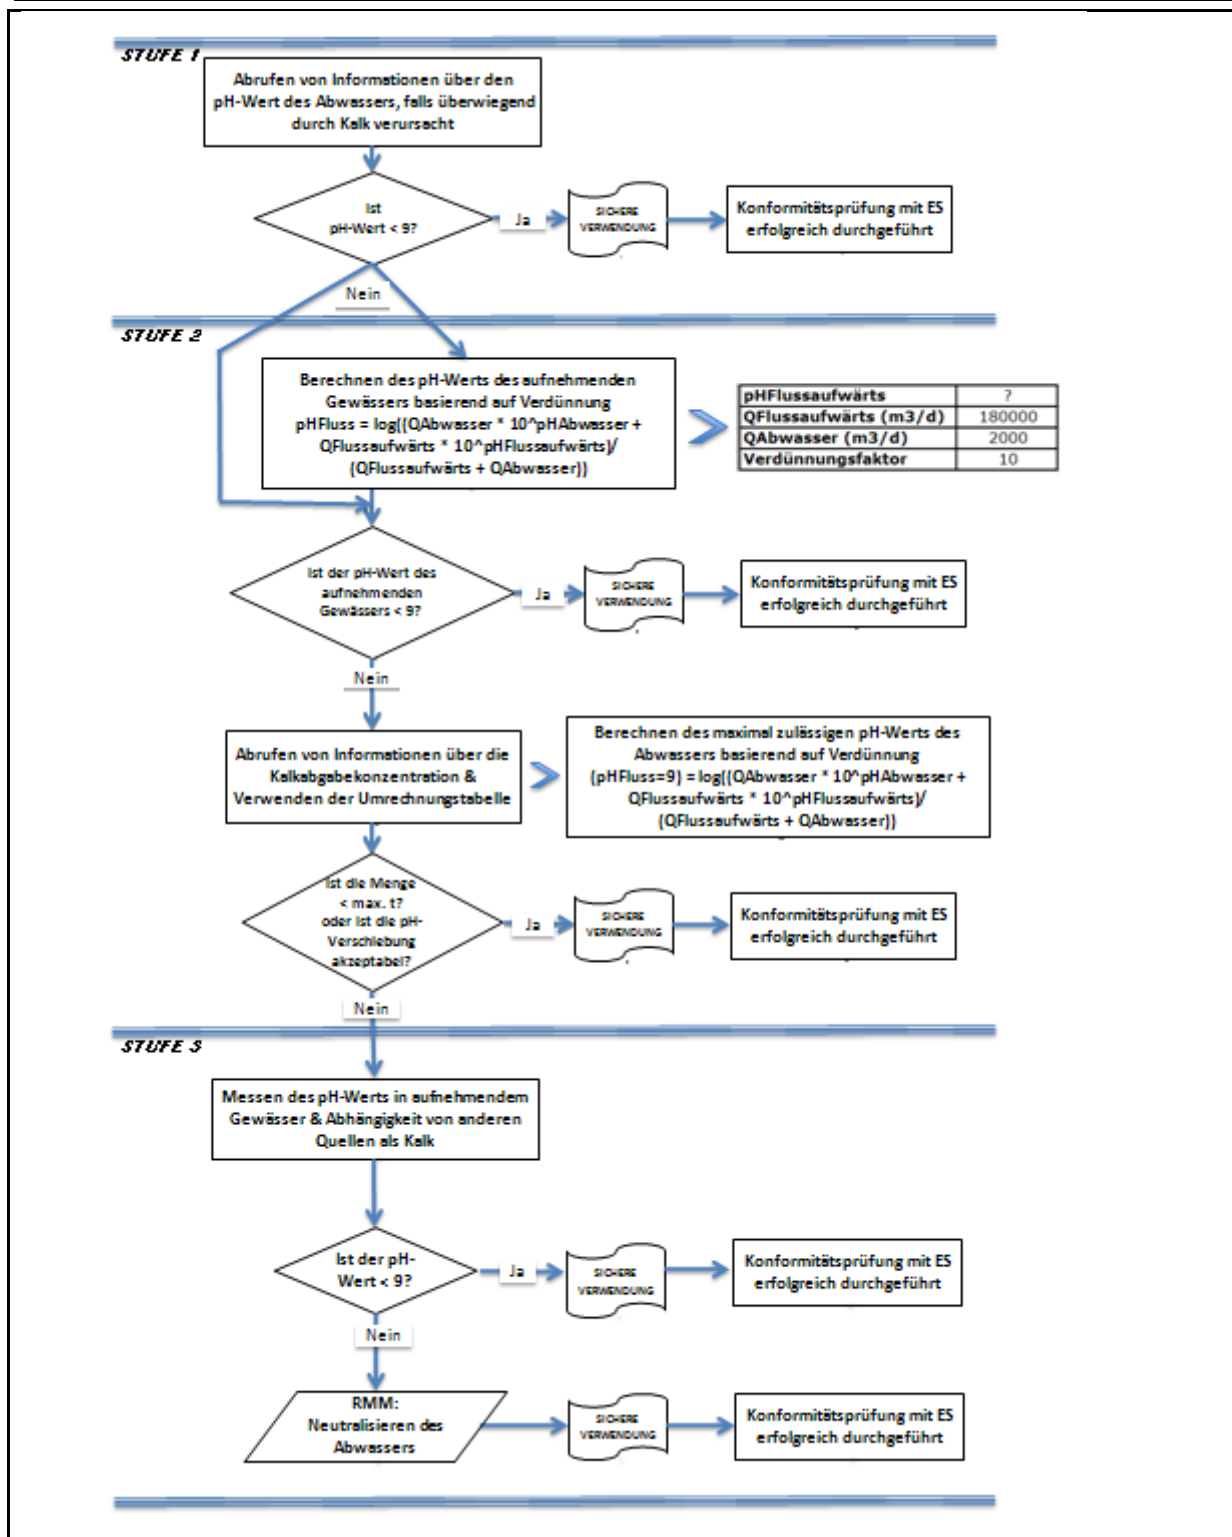 STUFE 1
Abrufen von Informationen über den
pH-Wert des Abwassers, falls überwiegend
durch Kalk verursacht
Ist
pH-Wert < 9?
Ja
SICHERE
VERWENDUNG
Konformitätsprüfung mit ES
erfolgreich durchgeführt
Nein
STUFE 2
Berechnen des pH-Werts des aufnehmenden
Gewässers basierend auf Verdünnung
pHFluss = log((QAbwasser * 10^pHAbwasser +
QFlussaufwärts * 10^pHFlussaufwärts)/
(QFlussaufwärts + QAbwasser))
pHFlussaufwärts ?
QFlussaufwärts (m3/d) 180000
QAbwasser (m3/d) 2000
Verdünnungsfaktor 10
Ist der pH-Wert des
aufnehmenden
Gewässers < 9?
Ja
SICHERE
VERWENDUNG
Konformitätsprüfung mit ES
erfolgreich durchgeführt
Nein
Abrufen von Informationen über die
Kalkabgabekonzentration &
Verwenden der Umrechnungstabelle
Berechnen des maximal zulässigen pH-Werts des
Abwassers basierend auf Verdünnung
(pHFluss=9) = log((QAbwasser * 10^pHAbwasser +
QFlussaufwärts * 10^pHFlussaufwärts)/
(QFlussaufwärts + QAbwasser))
Ist die Menge
< max. t?
oder ist die pH-
Verschiebung
akzeptabel?
Ja
SICHERE
VERWENDUNG
Konformitätsprüfung mit ES
erfolgreich durchgeführt
Nein
STUFE 3
Messen des pH-Werts in aufnehmendem
Gewässer & Abhängigkeit von anderen
Quellen als Kalk
Ist der pH-
Wert < 9?
Ja
SICHERE
VERWENDUNG
Konformitätsprüfung mit ES
erfolgreich durchgeführt
Nein
RMM:
Neutralisieren des
Abwassers
SICHERE
VERWENDUNG
Konformitätsprüfung mit ES
erfolgreich durchgeführt